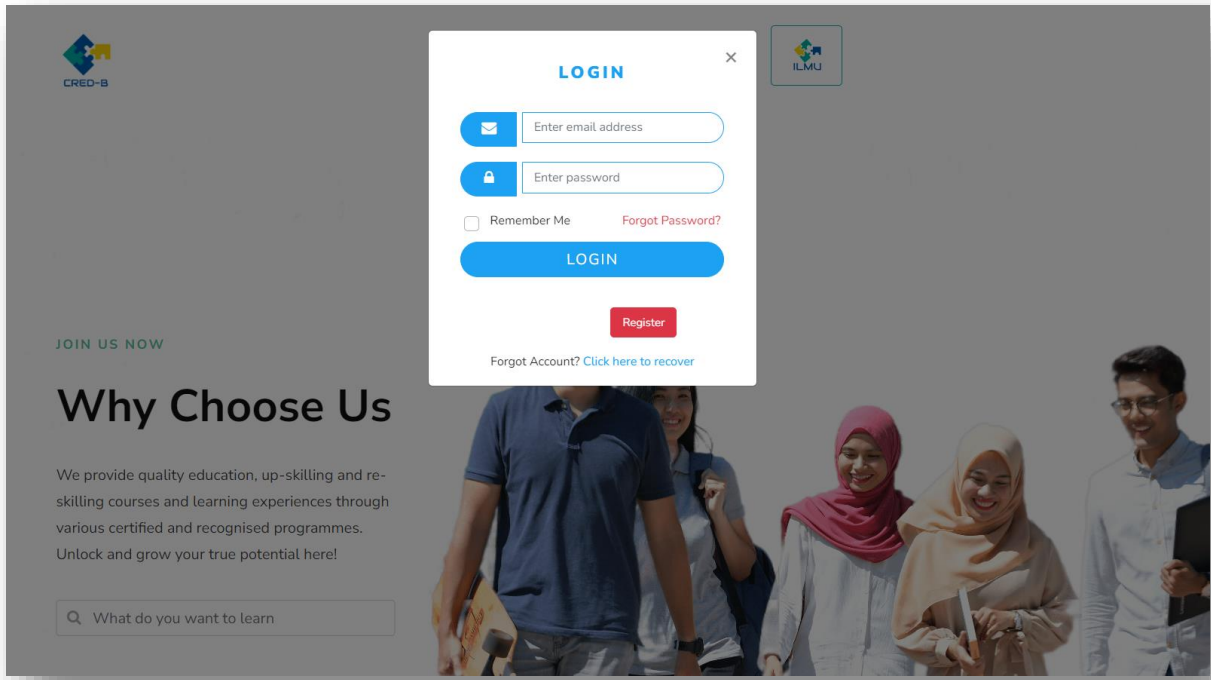 CRED-B
ILMU
LOGIN
×
Enter email address
Enter password
Remember Me
Forgot Password?
LOGIN
Register
Forgot Account? Click here to recover
JOIN US NOW
Why Choose Us
We provide quality education, up-skilling and re-
skilling courses and learning experiences through
various certified and recognised programmes.
Unlock and grow your true potential here!
What do you want to learn